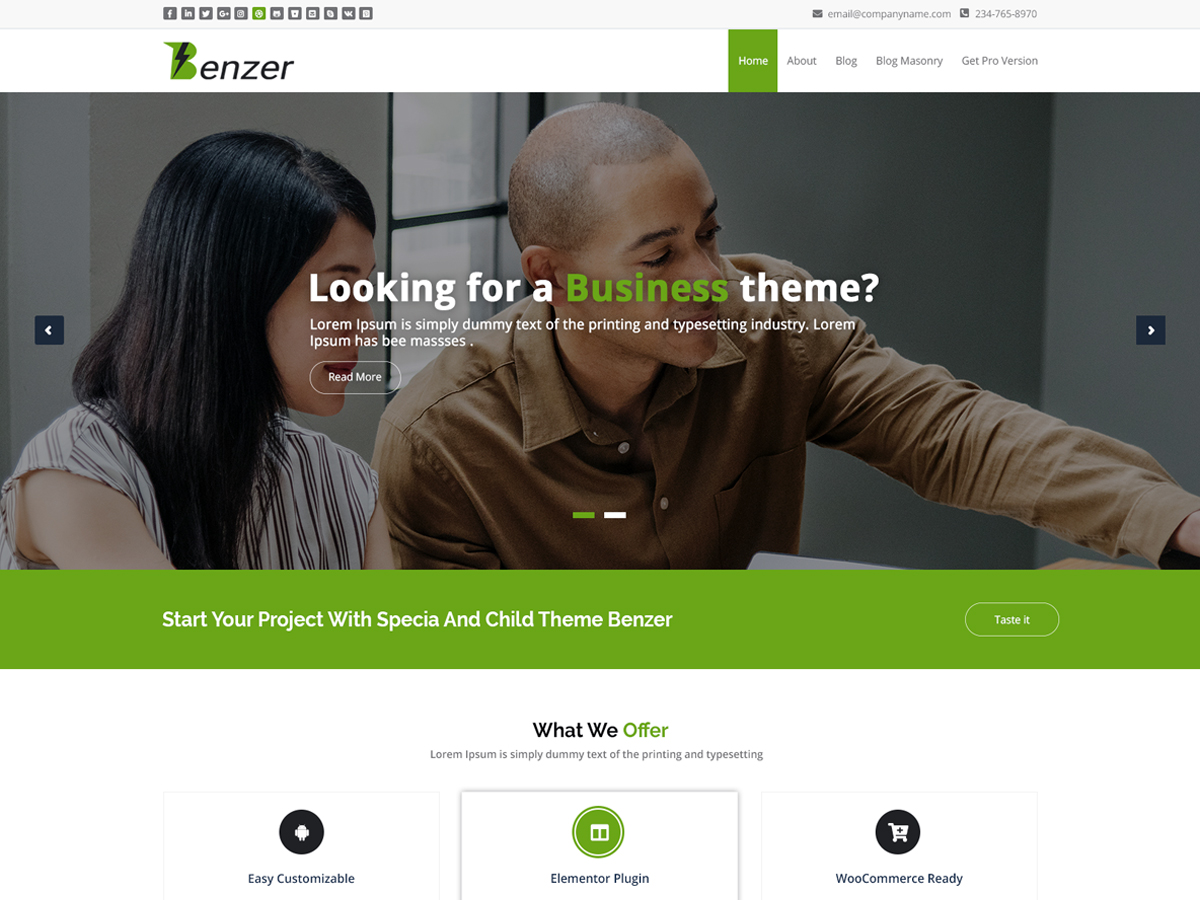 email@companyname.com 234-765-8970
Benzer
Home About Blog Blog Masonry Get Pro Version
Looking for a Business theme?
Lorem Ipsum is simply dummy text of the printing and typesetting industry. Lorem
Ipsum has bee massses .
Read More
Start Your Project With Specia And Child Theme Benzer
Taste it
What We Offer
Lorem Ipsum is simply dummy text of the printing and typesetting
Easy Customizable
Elementor Plugin
WooCommerce Ready